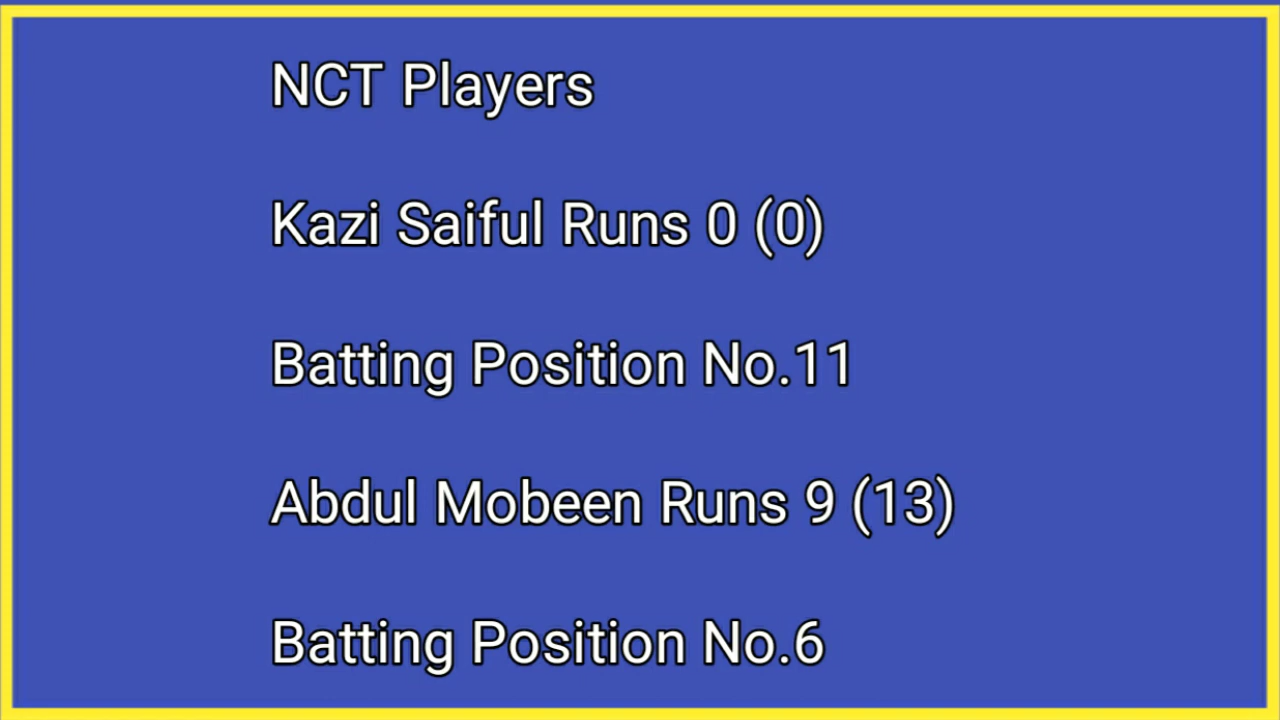 NCT Players
Kazi Saiful Runs 0 (0)
Batting Position No.11
Abdul Mobeen Runs 9 (13)
Batting Position No.6